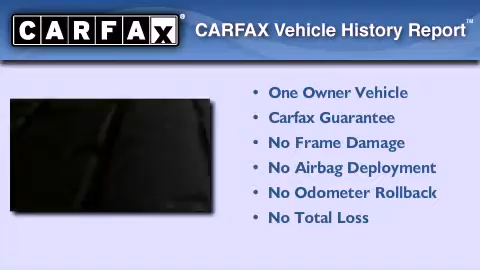 CARFAX® CARFAX Vehicle History Report™
• One Owner Vehicle
• Carfax Guarantee
• No Frame Damage
• No Airbag Deployment
• No Odometer Rollback
• No Total Loss